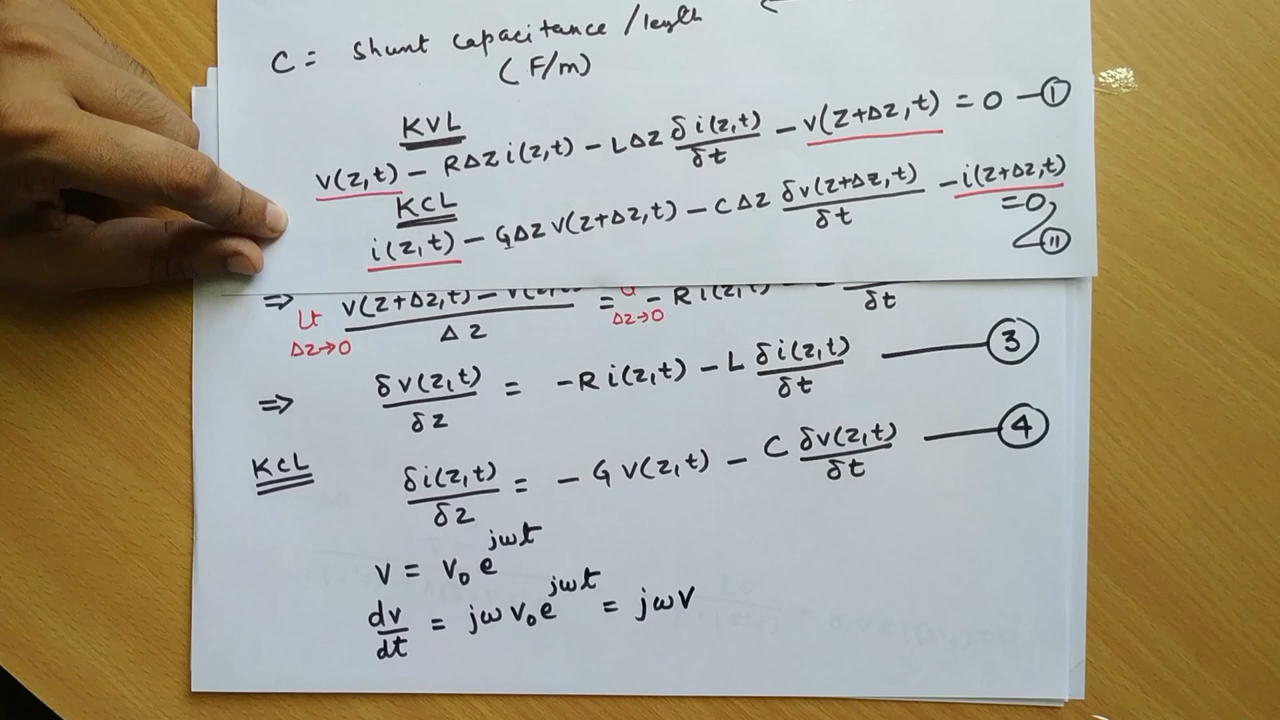 C = Shunt capacitance / length
(F/m)
KVL
v(z,t) - RΔz i(z,t) - LΔz δi(z,t)/δt - v(z+Δz,t) = 0 — ①
KCL
i(z,t) - GΔz v(z+Δz,t) - CΔz δv(z+Δz,t)/δt - i(z+Δz,t) = 0, ⑪
⇒ Lt Δz→0 v(z+Δz,t) - v(z,t)/Δz = Δz→0 - R i(z,t) - /δt
⇒ δv(z,t)/δz = -R i(z,t) - L δi(z,t)/δt — ③
KCL δi(z,t)/δz = - G v(z,t) - C δv(z,t)/δt — ④
V = V₀ e^jωt
dv/dt = jω V₀ e^jωt = jωV